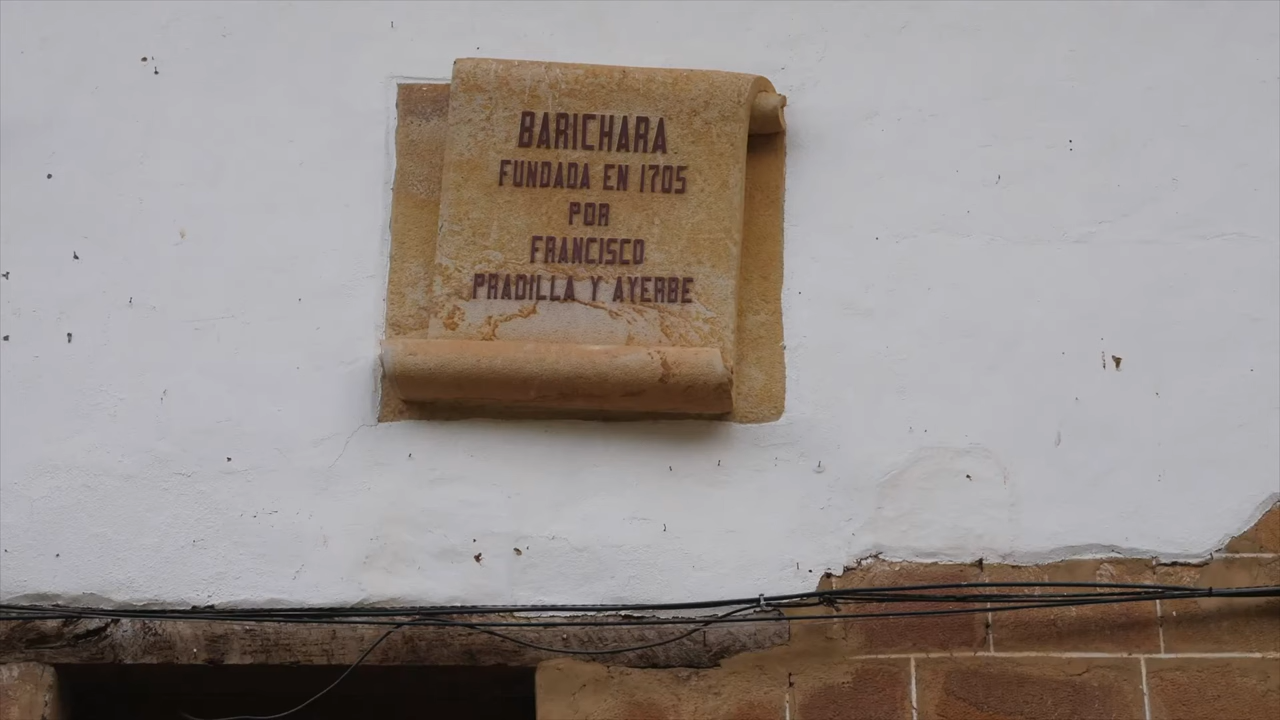 BARICHARA
FUNDADA EN 1705
POR
FRANCISCO
PRADILLA Y AYERBE